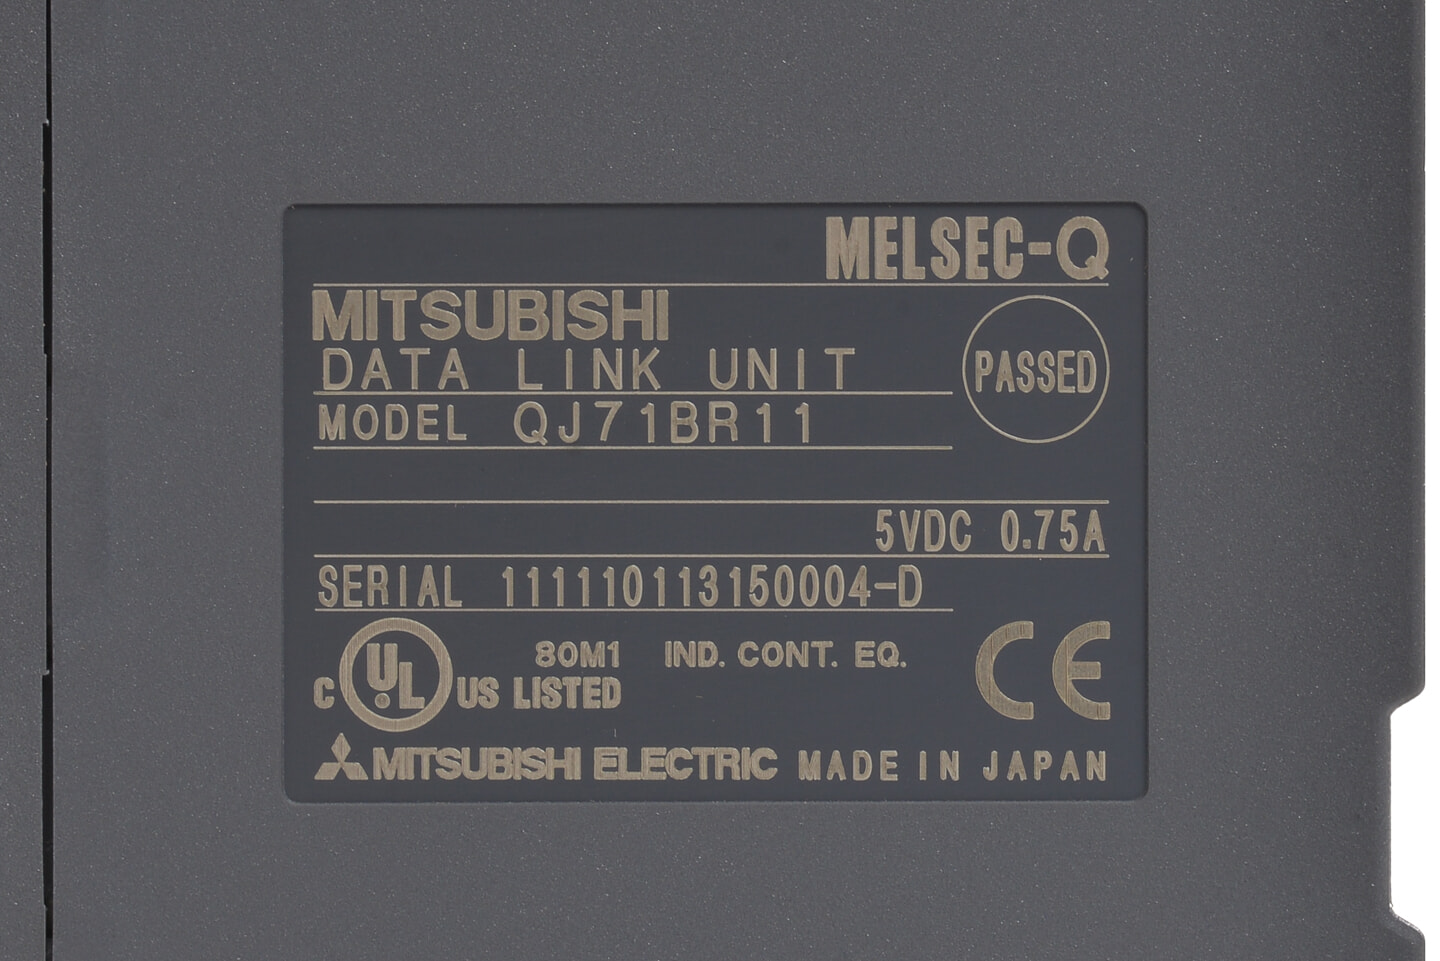 MELSEC-Q
MITSUBISHI
DATA LINK UNIT
PASSED
MODEL QJ71BR11
5VDC 0.75A
SERIAL 111110113150004-D
80M1 IND. CONT. EQ.
C UL US LISTED
CE
MITSUBISHI ELECTRIC MADE IN JAPAN